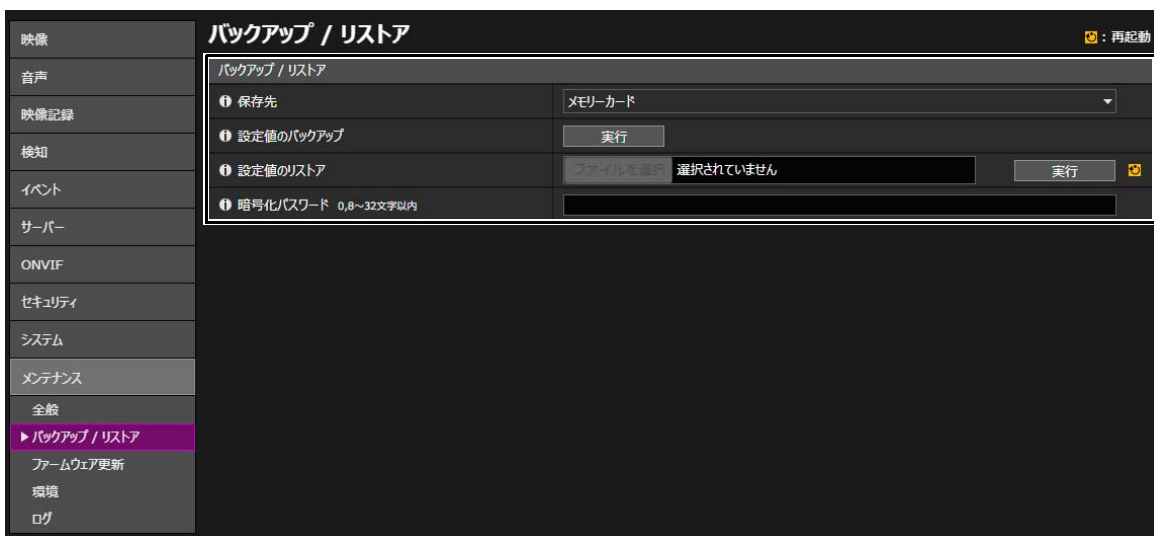 映像
音声
映像記録
検知
イベント
サーバー
ONVIF
セキュリティ
システム
メンテナンス
全般
バックアップ / リストア
ファームウェア更新
環境
ログ
バックアップ / リストア
：再起動
バックアップ / リストア
保存先 メモリーカード
設定値のバックアップ 実行
設定値のリストア ファイルを選択 選択されていません 実行
暗号化パスワード 0,8～32文字以内